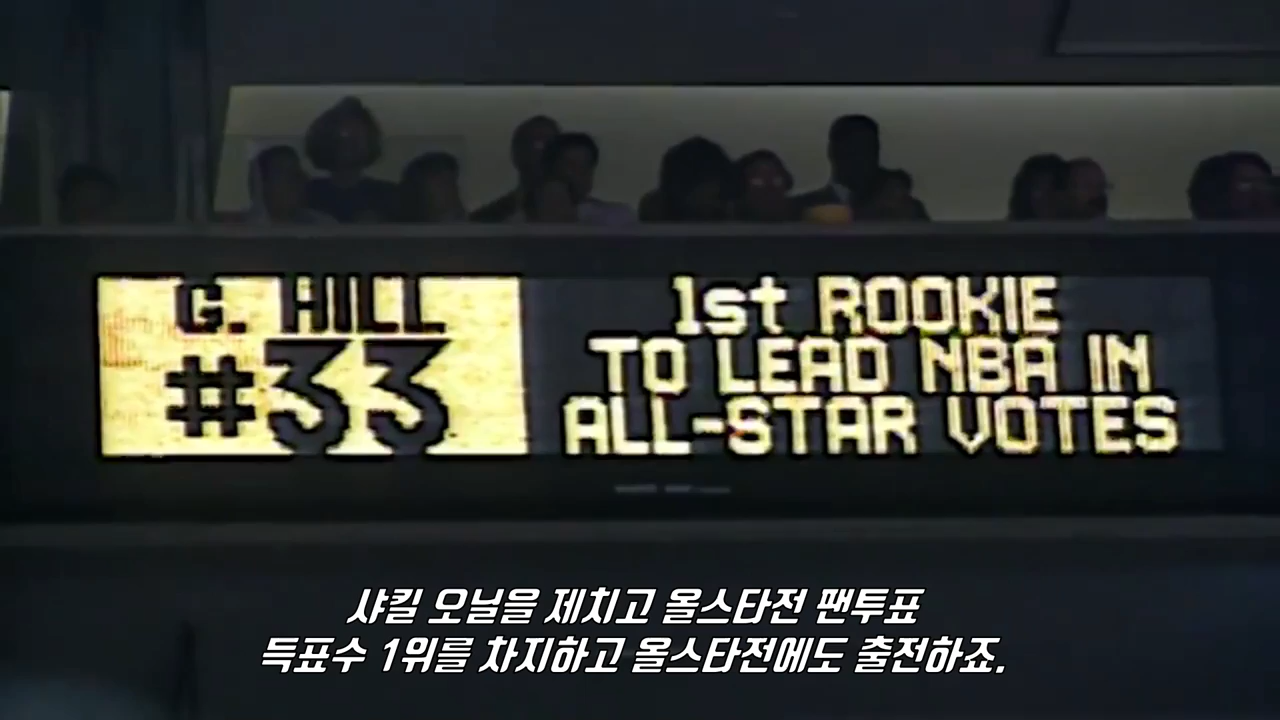 G. HILL
#33
1st ROOKIE
TO LEAD NBA IN
ALL-STAR VOTES
샤킬 오닐을 제치고 올스타전 팬투표
득표수 1위를 차지하고 올스타전에도 출전하죠.